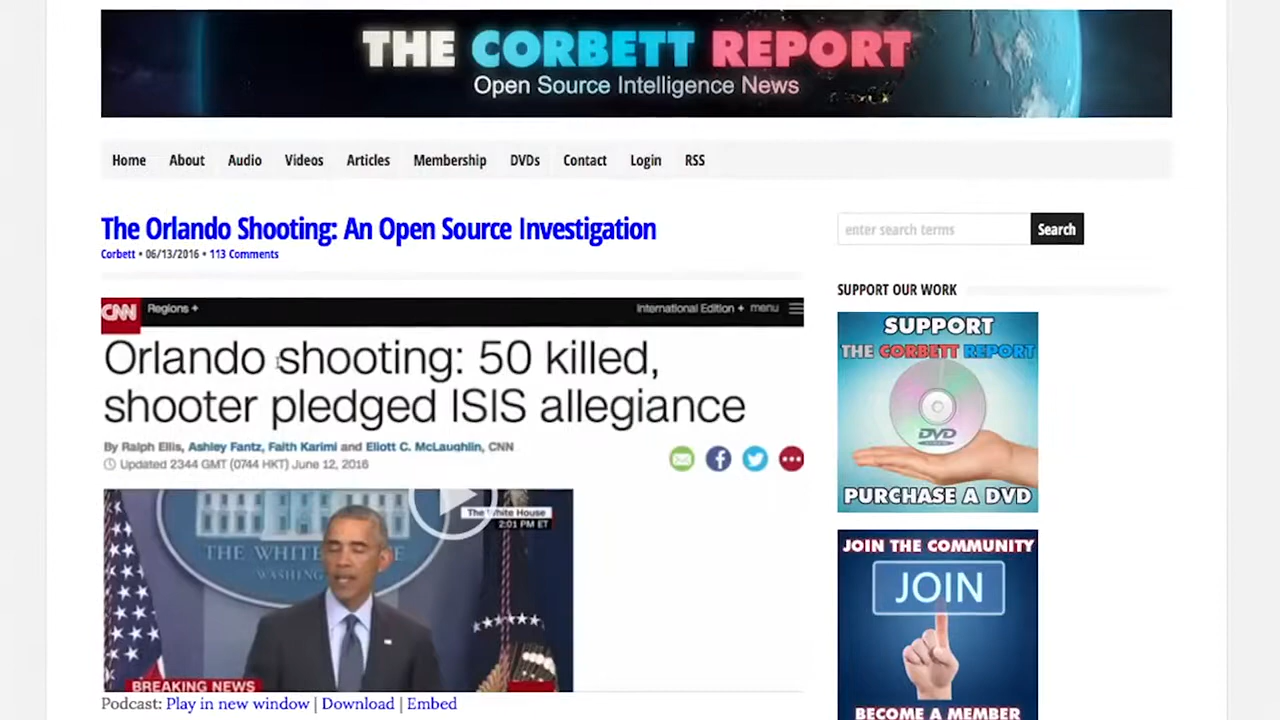 THE CORBETT REPORT
Open Source Intelligence News
Home About Audio Videos Articles Membership DVDs Contact Login RSS
The Orlando Shooting: An Open Source Investigation
Corbett • 06/13/2016 • 113 Comments
enter search terms Search
SUPPORT OUR WORK
CNN Regions + International Edition + menu
Orlando shooting: 50 killed,
shooter pledged ISIS allegiance
By Ralph Ellis, Ashley Fantz, Faith Karimi and Eliott C. McLaughlin, CNN
Updated 2344 GMT (0744 HKT) June 12, 2016
The White House
2:01 PM ET
THE WHITE
WASHING
BREAKING NEWS
Podcast: Play in new window | Download | Embed
SUPPORT
THE CORBETT REPORT
DVD
PURCHASE A DVD
JOIN THE COMMUNITY
JOIN
BECOME A MEMBER